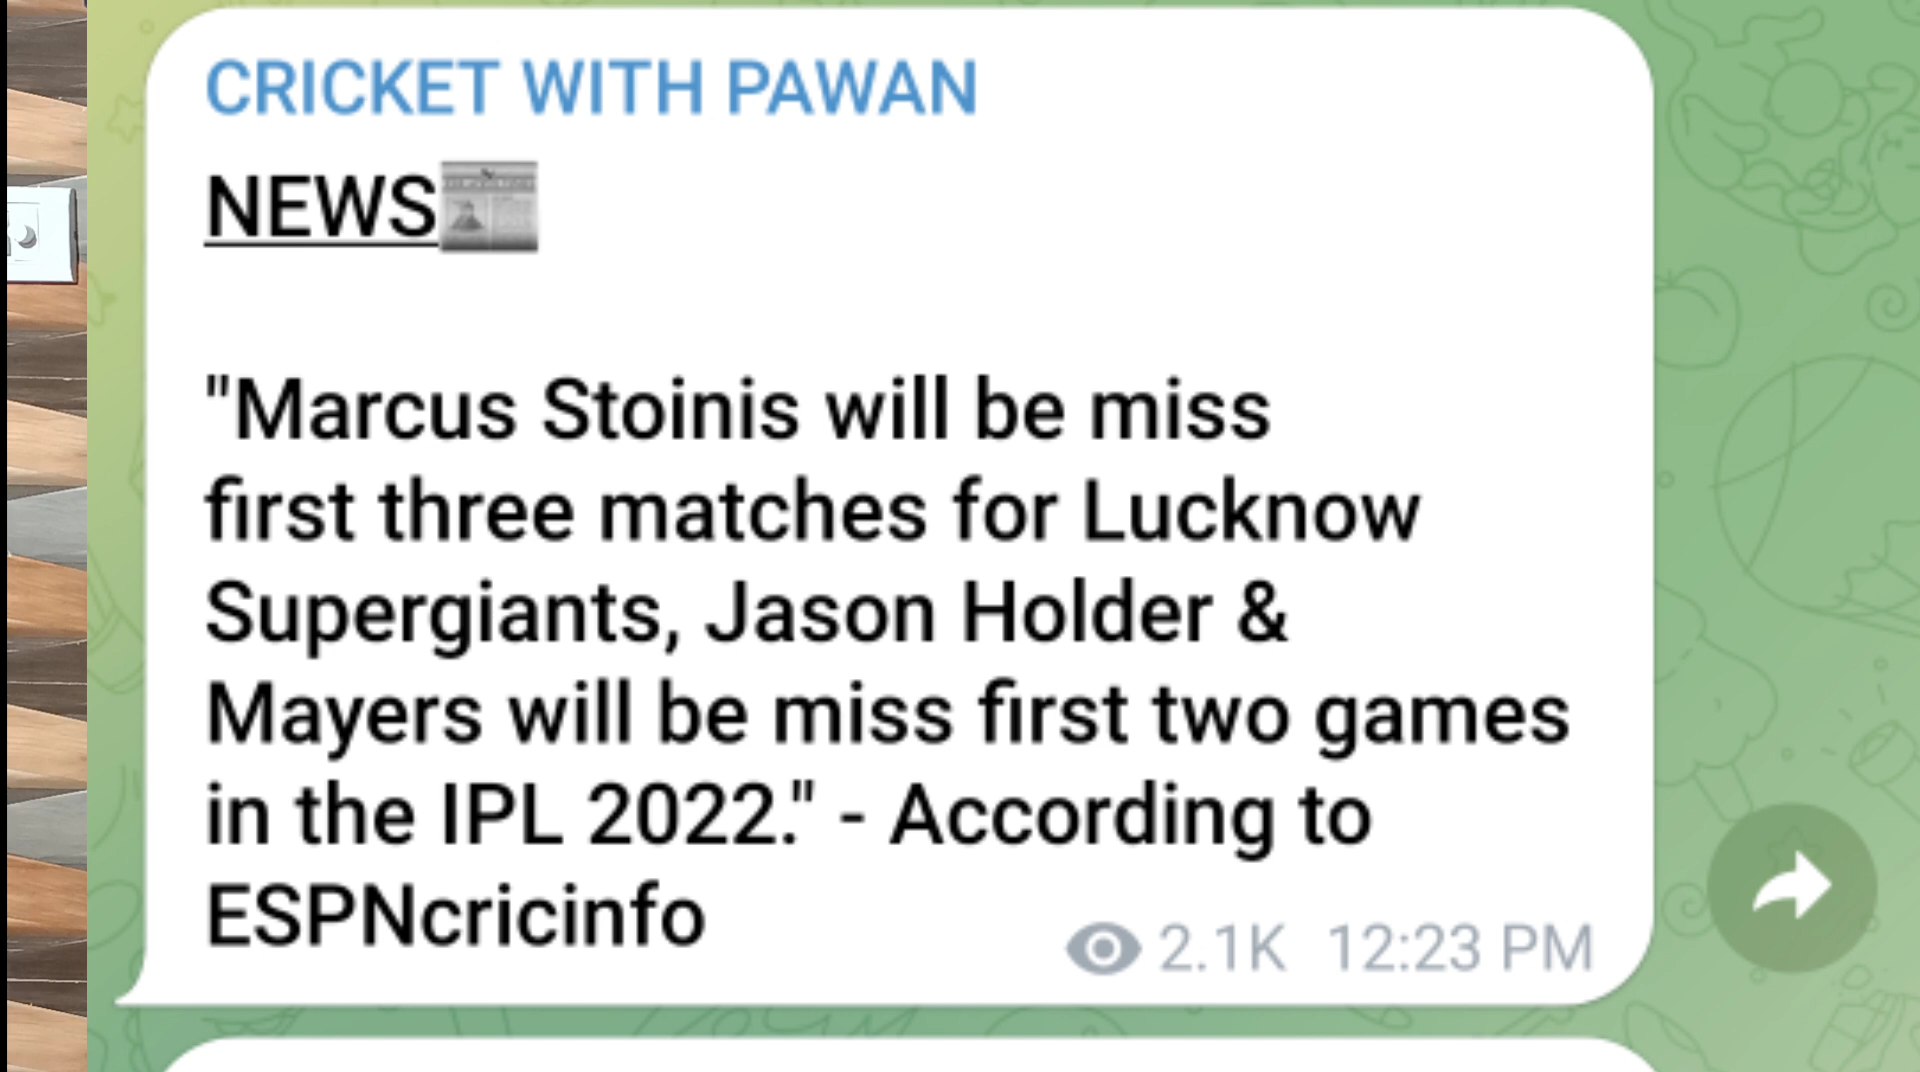 CRICKET WITH PAWAN
NEWS📰
"Marcus Stoinis will be miss
first three matches for Lucknow
Supergiants, Jason Holder &
Mayers will be miss first two games
in the IPL 2022." - According to
ESPNcricinfo
2.1K 12:23 PM